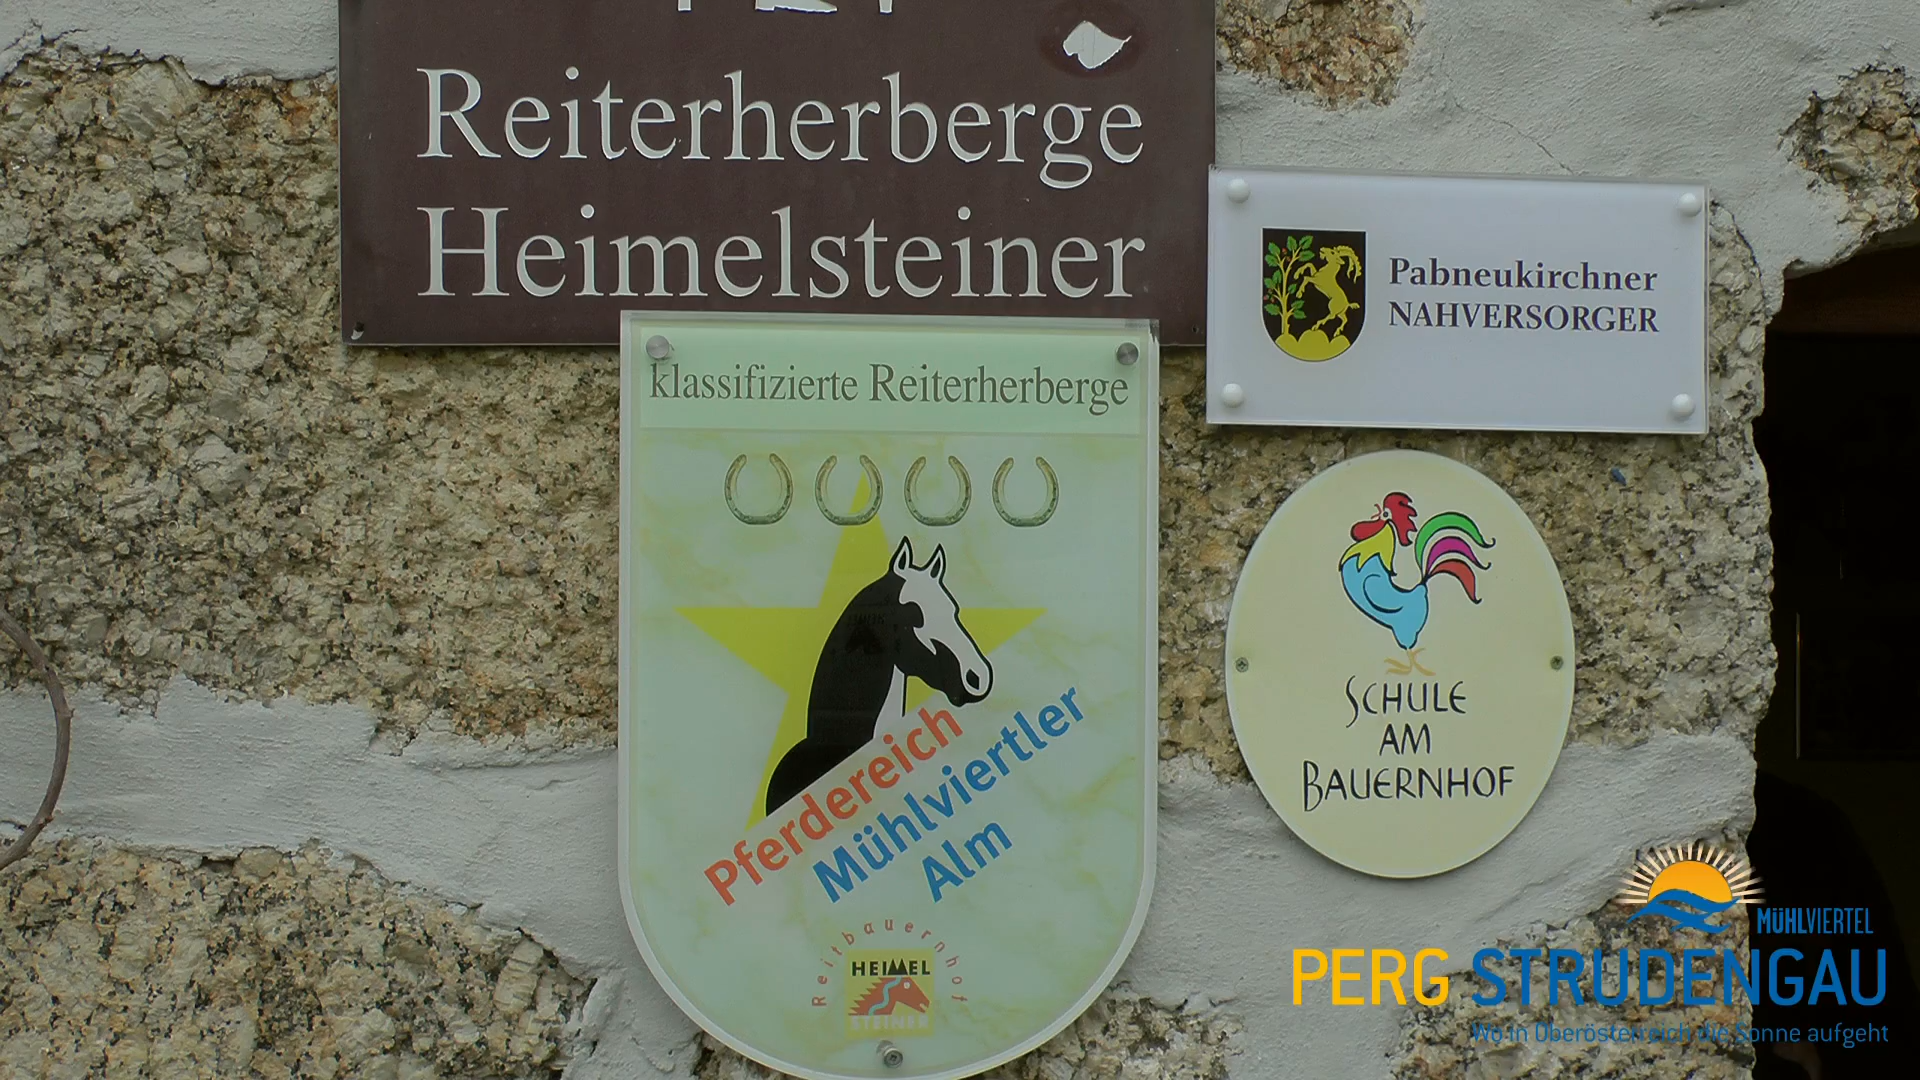 Reiterherberge
Heimelsteiner
Pabneukirchner
NAHVERSORGER
klassifizierte Reiterherberge
Pferdereich
Mühlviertler
Alm
Reitbauernhof
HEIMEL
STEINER
SCHULE
AM
BAUERNHOF
MÜHLVIERTEL
PERG STRUDENGAU
Wo in Oberösterreich die Sonne aufgeht